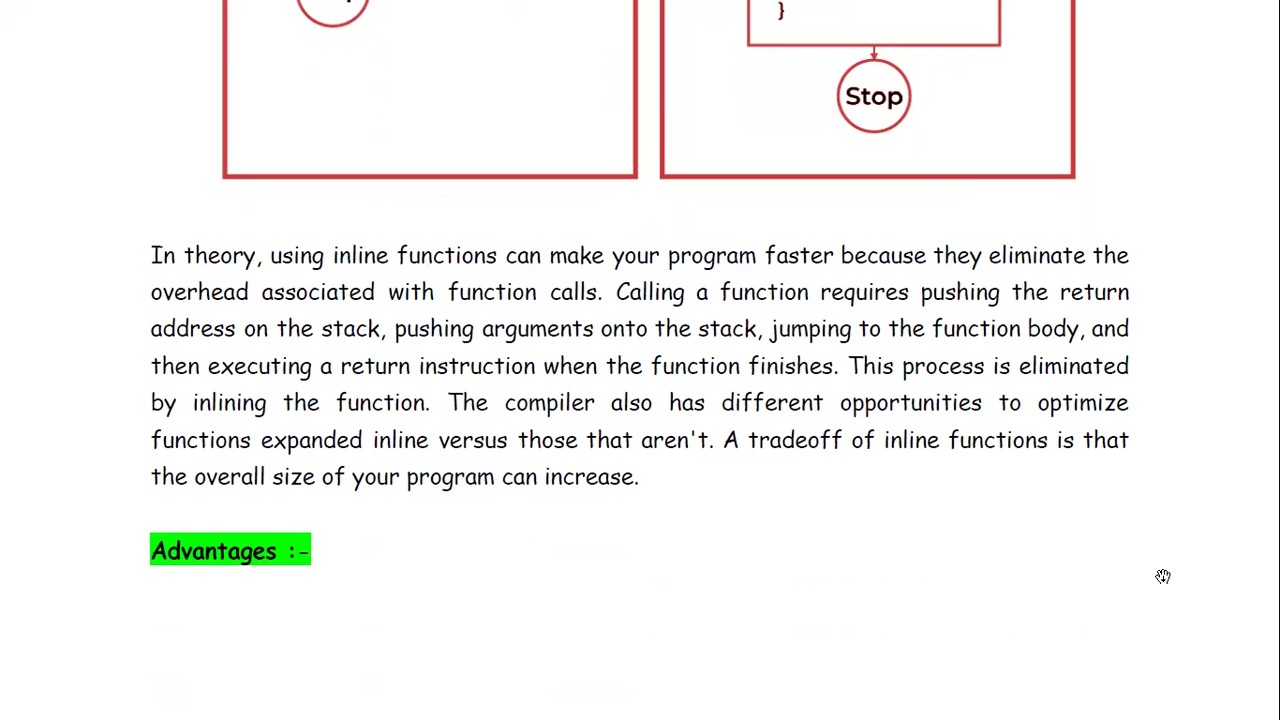 }
Stop
In theory, using inline functions can make your program faster because they eliminate the
overhead associated with function calls. Calling a function requires pushing the return
address on the stack, pushing arguments onto the stack, jumping to the function body, and
then executing a return instruction when the function finishes. This process is eliminated
by inlining the function. The compiler also has different opportunities to optimize
functions expanded inline versus those that aren't. A tradeoff of inline functions is that
the overall size of your program can increase.
Advantages :-